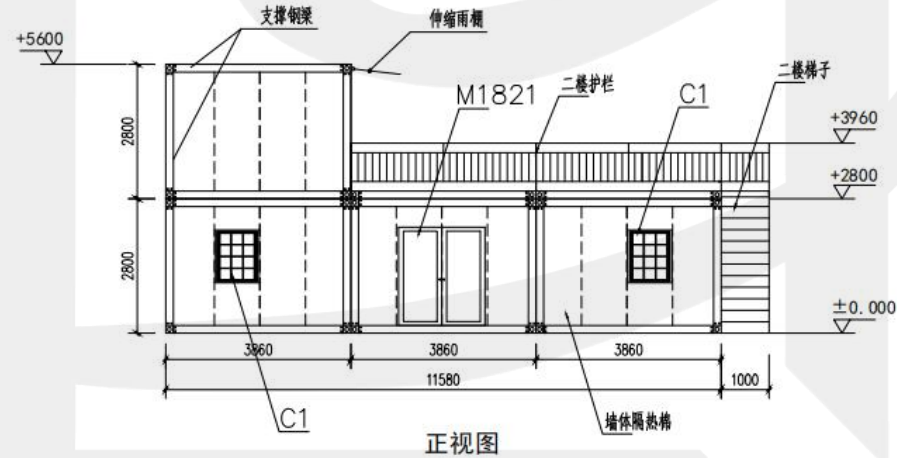 支撑钢梁
伸缩雨棚
+5600
M1821
二楼护栏
C1
二楼梯子
+3960
+2800
2800
2800
±0.000
3860
3860
3860
11580
1000
C1
墙体隔热棉
正视图